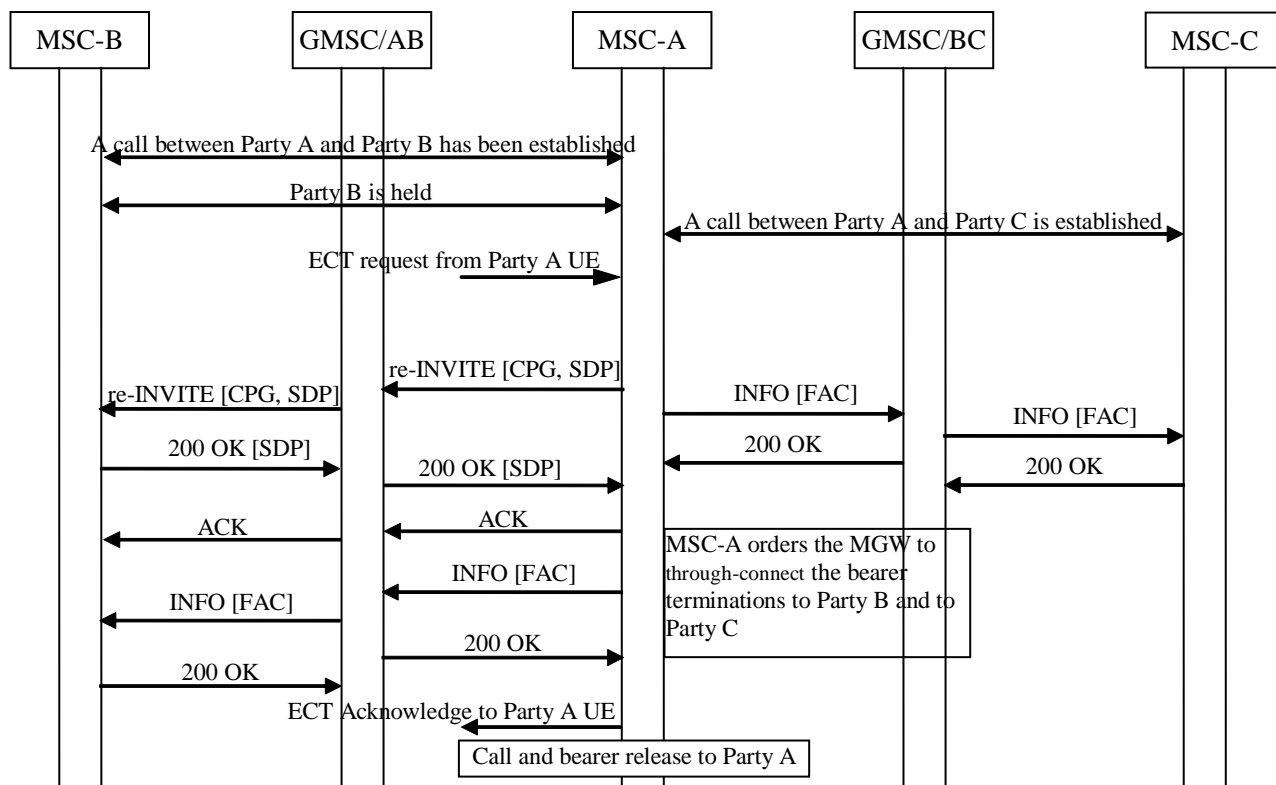 MSC-B
GMSC/AB
MSC-A
GMSC/BC
MSC-C
A call between Party A and Party B has been established
Party B is held
A call between Party A and Party C is established
ECT request from Party A UE
re-INVITE [CPG, SDP]
re-INVITE [CPG, SDP]
INFO [FAC]
INFO [FAC]
200 OK [SDP]
200 OK
200 OK [SDP]
200 OK
ACK
ACK
MSC-A orders the MGW to
through-connect the bearer
terminations to Party B and to
Party C
INFO [FAC]
INFO [FAC]
200 OK
200 OK
ECT Acknowledge to Party A UE
Call and bearer release to Party A